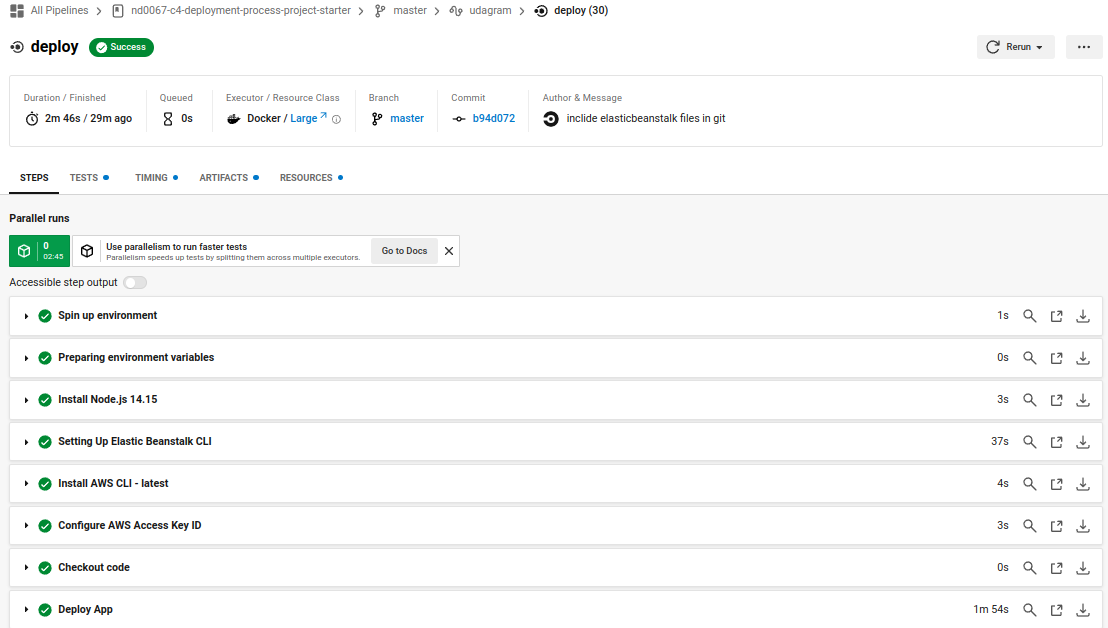 All Pipelines nd0067-c4-deployment-process-project-starter master udagram deploy (30)
deploy Success Rerun
Duration / Finished Queued Executor / Resource Class Branch Commit Author & Message
2m 46s / 29m ago 0s Docker / Large master b94d072 inclide elasticbeanstalk files in git
STEPS TESTS TIMING ARTIFACTS RESOURCES
Parallel runs
0
02:45
Use parallelism to run faster tests
Parallelism speeds up tests by splitting them across multiple executors.
Go to Docs
Accessible step output
Spin up environment 1s
Preparing environment variables 0s
Install Node.js 14.15 3s
Setting Up Elastic Beanstalk CLI 37s
Install AWS CLI - latest 4s
Configure AWS Access Key ID 3s
Checkout code 0s
Deploy App 1m 54s